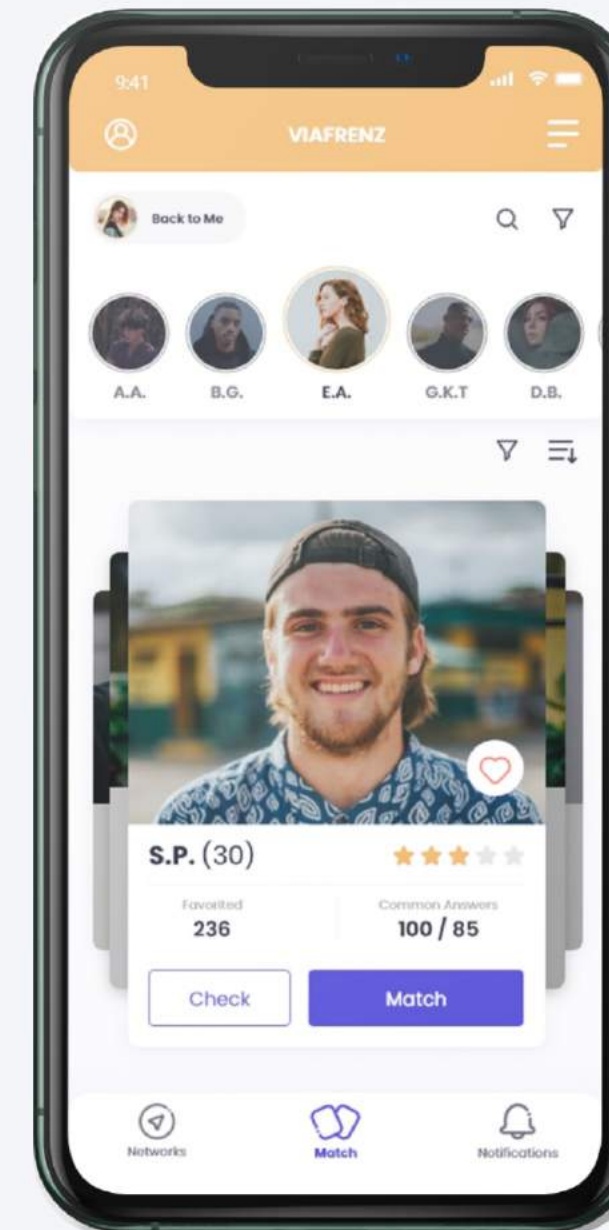 9:41
VIAFRENZ
Back to Me
A.A. B.G. E.A. G.K.T D.B.
S.P. (30)
Favorited Common Answers
236 100 / 85
Check Match
Networks Match Notifications